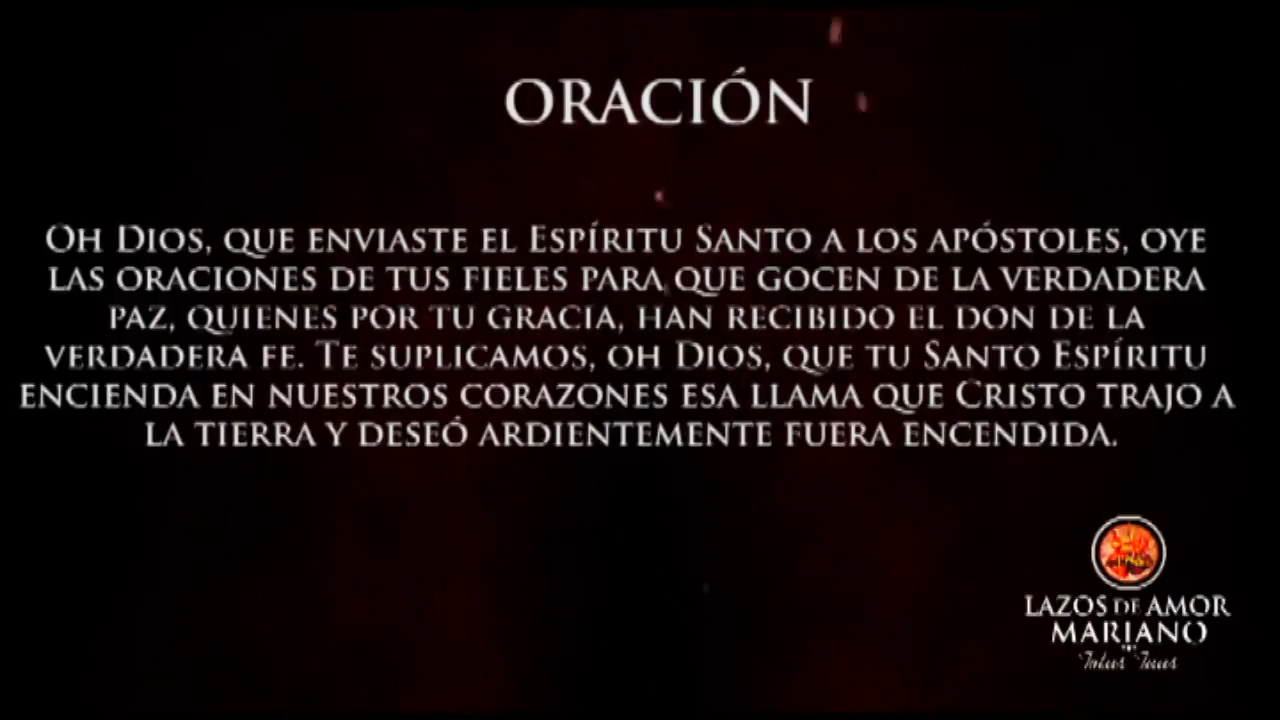 ORACIÓN
OH DIOS, QUE ENVIASTE EL ESPÍRITU SANTO A LOS APÓSTOLES, OYE
LAS ORACIONES DE TUS FIELES PARA QUE GOCEN DE LA VERDADERA
PAZ, QUIENES POR TU GRACIA, HAN RECIBIDO EL DON DE LA
VERDADERA FE. TE SUPLICAMOS, OH DIOS, QUE TU SANTO ESPÍRITU
ENCIENDA EN NUESTROS CORAZONES ESA LLAMA QUE CRISTO TRAJO A
LA TIERRA Y DESEÓ ARDIENTEMENTE FUERA ENCENDIDA.
LAZOS DE AMOR
MARIANO
Totus Tuus